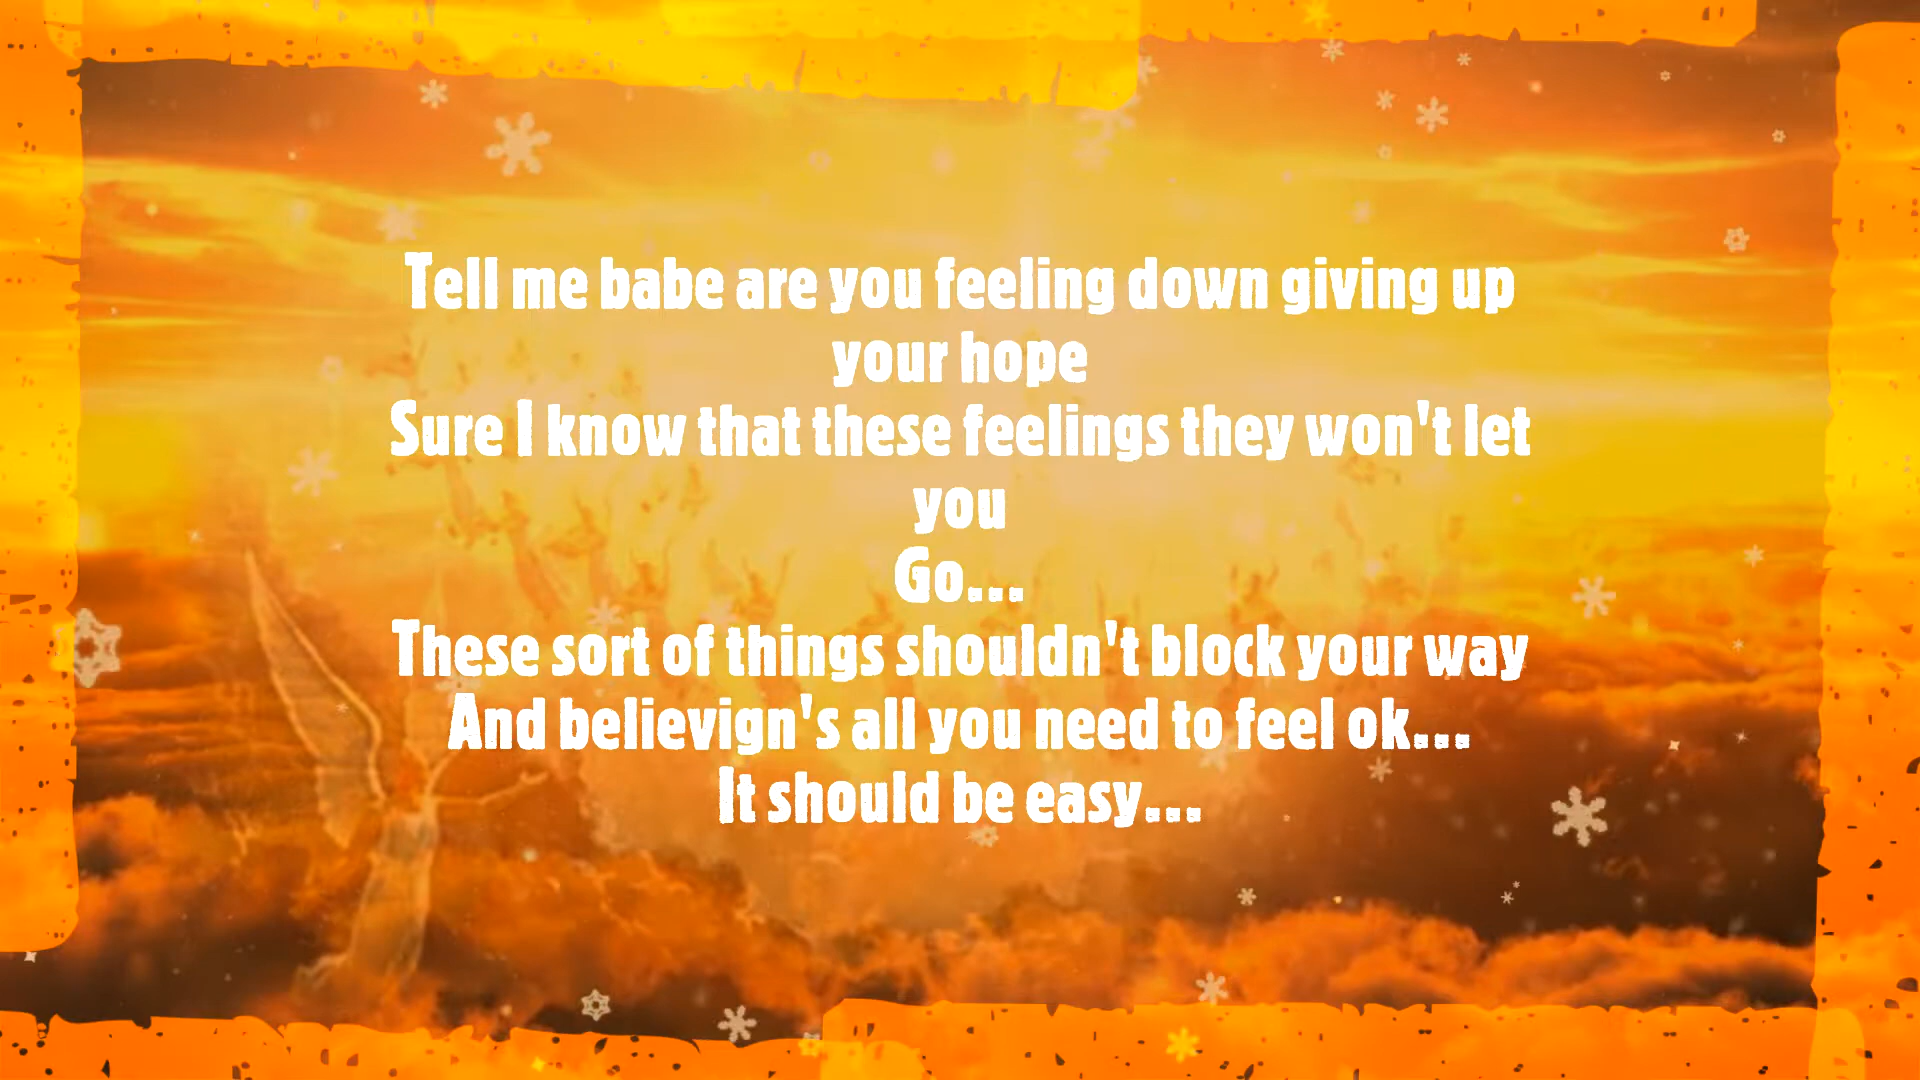 Tell me babe are you feeling down giving up
your hope
Sure I know that these feelings they won't let
you
Go...
These sort of things shouldn't block your way
And believign's all you need to feel ok...
It should be easy...